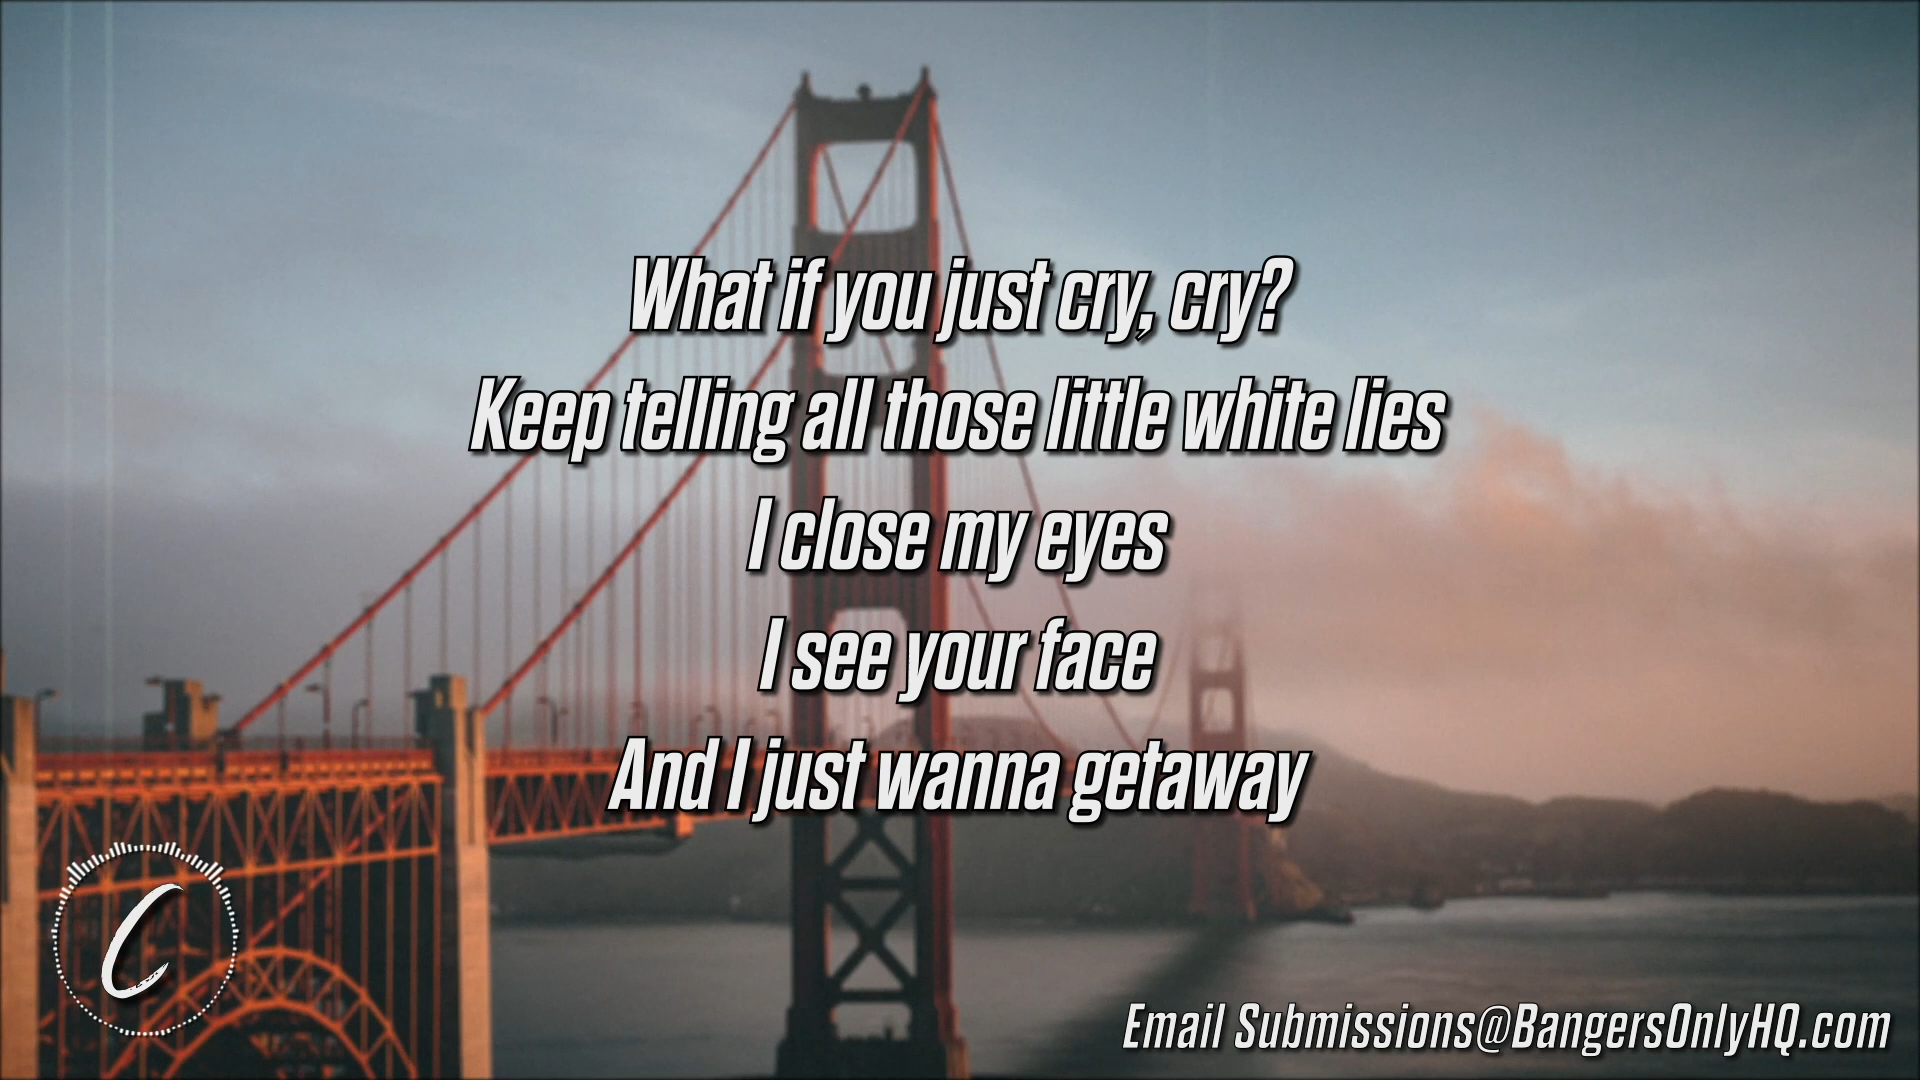 What if you just cry, cry?
Keep telling all those little white lies
I close my eyes
I see your face
And I just wanna getaway
C
Email Submissions@BangersOnlyHQ.com